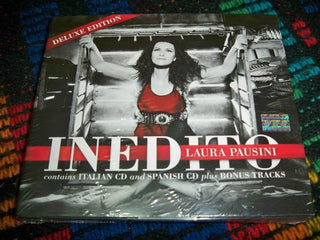 DELUXE EDITION
INEDITO
LAURA PAUSINI
contains ITALIAN CD and SPANISH CD plus BONUS TRACKS